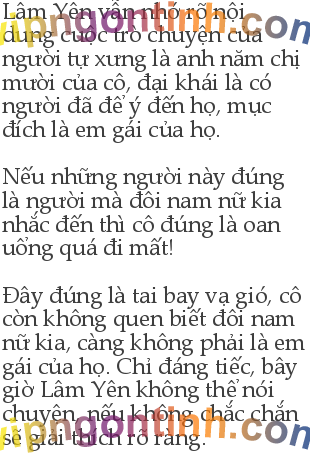 Lâm Yên vẫn nhớ rõ nội
dung cuộc trò chuyện của
người tự xưng là anh năm chị
mười của cô, đại khái là có
người đã để ý đến họ, mục
đích là em gái của họ.
Nếu những người này đúng
là người mà đôi nam nữ kia
nhắc đến thì cô đúng là oan
uổng quá đi mất!
Đây đúng là tai bay vạ gió, cô
còn không quen biết đôi nam
nữ kia, càng không phải là em
gái của họ. Chỉ đáng tiếc, bây
giờ Lâm Yên không thể nói
chuyện, nếu không, chắc chắn
sẽ giải thích rõ ràng.
vipngontinh.com
vipngontinh.com